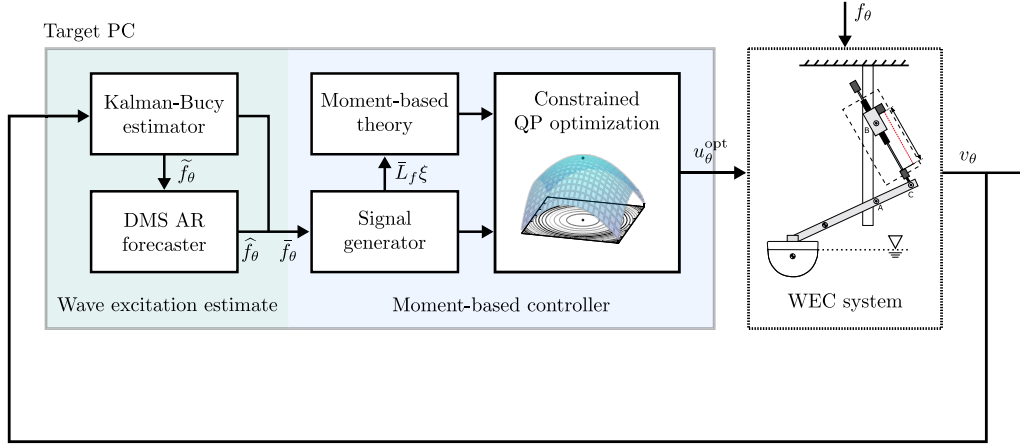 f_θ
Target PC
Kalman-Bucy
estimator
Moment-based
theory
Constrained
QP optimization
B
u_θ^opt
v_θ
f̃_θ
L̄_f ξ
A
C
DMS AR
forecaster
f̂_θ
f̄_θ
Signal
generator
Wave excitation estimate
Moment-based controller
WEC system